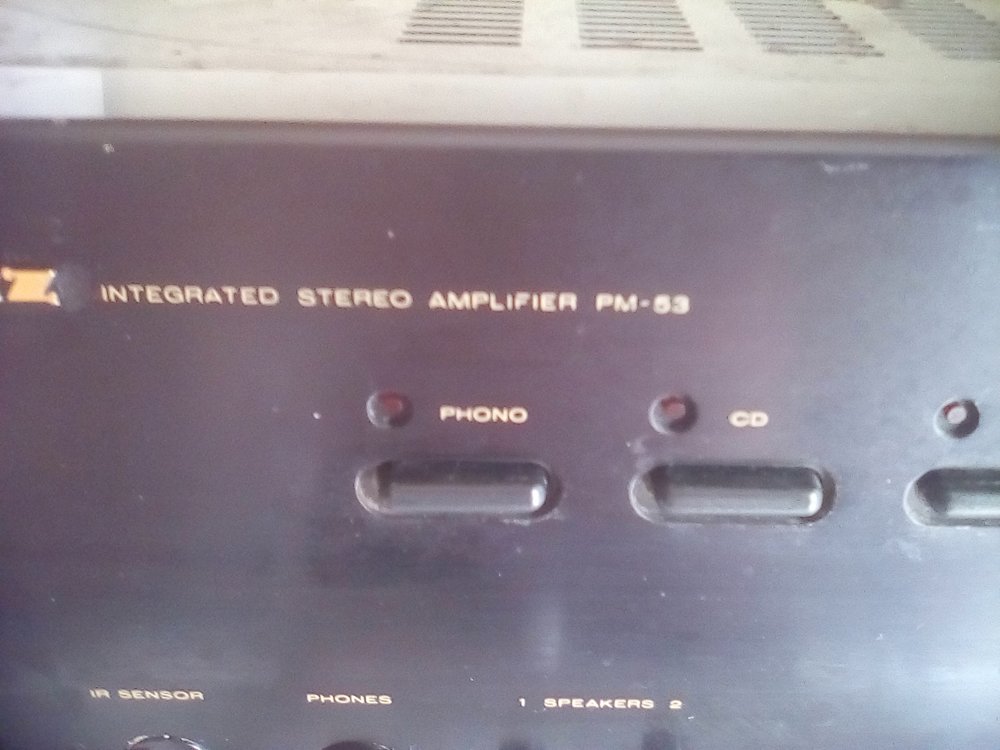 Z INTEGRATED STEREO AMPLIFIER PM-53
PHONO CD
IR SENSOR PHONES 1 SPEAKERS 2